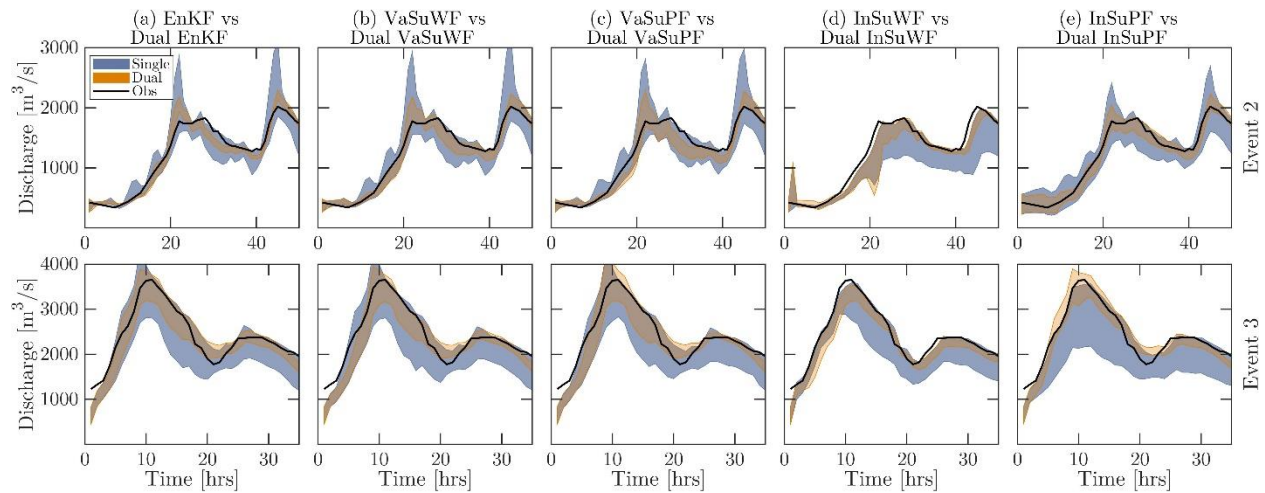 (a) EnKF vs
Dual EnKF
(b) VaSuWF vs
Dual VaSuWF
(c) VaSuPF vs
Dual VaSuPF
(d) InSuWF vs
Dual InSuWF
(e) InSuPF vs
Dual InSuPF
Discharge [m³/s]
3000
2000
1000
Single
Dual
Obs
0 20 40
0 20 40
0 20 40
0 20 40
0 20 40
Event 2
Discharge [m³/s]
4000
3000
2000
1000
0 10 20 30
0 10 20 30
0 10 20 30
0 10 20 30
0 10 20 30
Time [hrs]
Time [hrs]
Time [hrs]
Time [hrs]
Time [hrs]
Event 3